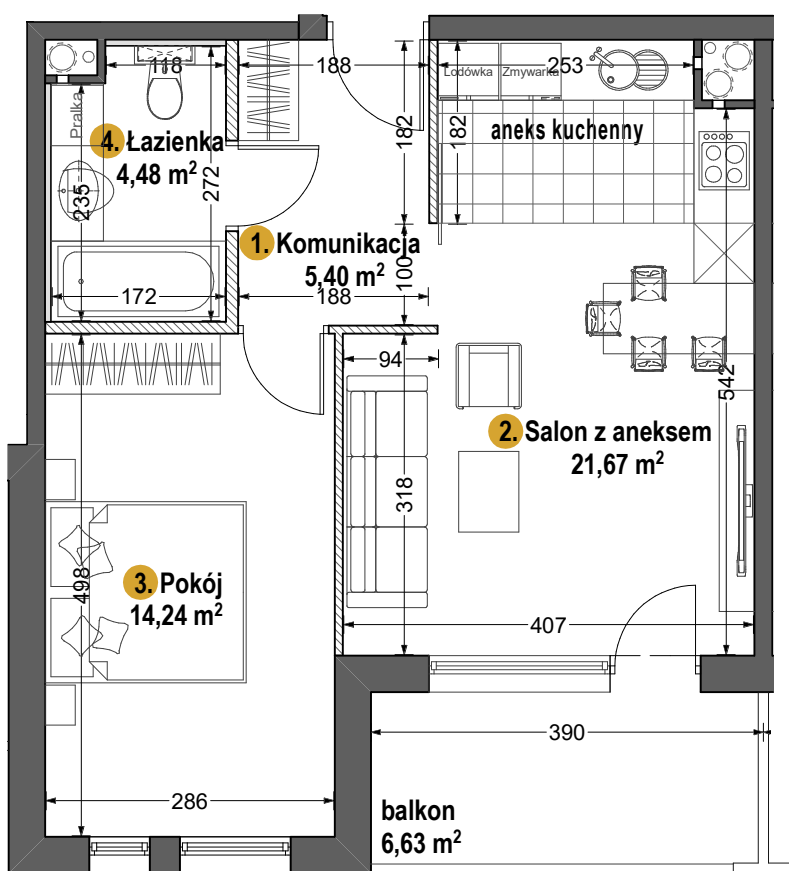 118
188
253
Lodówka
Zmywarka
Pralka
182
182
aneks kuchenny
4. Łazienka
4,48 m²
235
272
1. Komunikacja
5,40 m²
100
172
188
94
542
2. Salon z aneksem
21,67 m²
318
498
3. Pokój
14,24 m²
407
390
286
balkon
6,63 m²